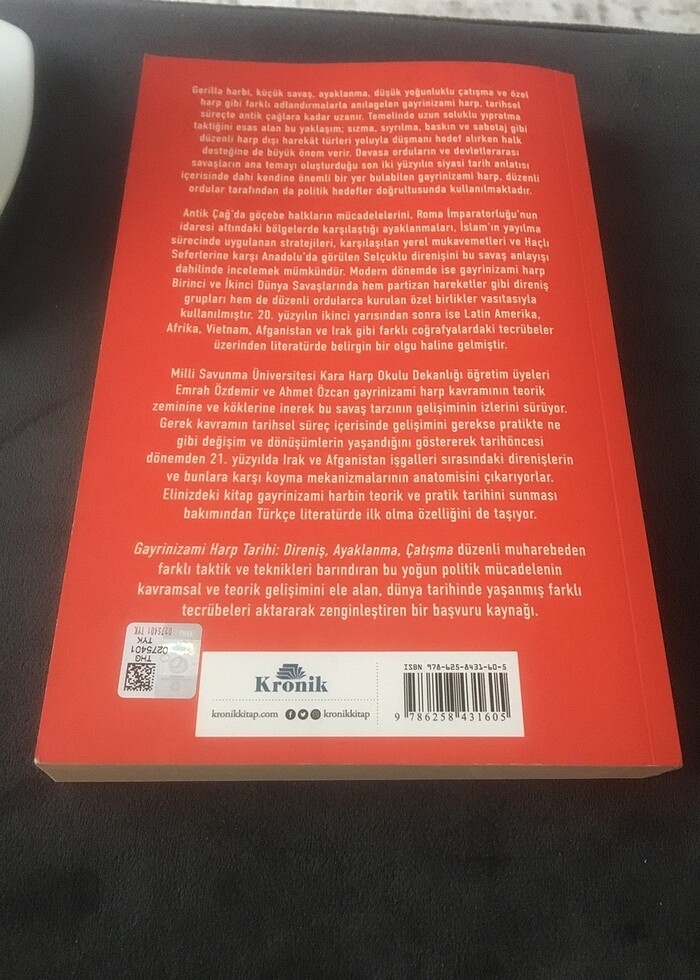 Gerilla harbi, küçük savaş, ayaklanma, düşük yoğunluklu çatışma ve özel
harp gibi farklı adlandırmalarla anılagelen gayrinizami harp, tarihsel
süreçte antik çağlara kadar uzanır. Temelinde uzun soluklu yıpratma
taktiğini esas alan bu yaklaşım; sızma, sıyrılma, baskın ve sabotaj gibi
düzenli harp dışı harekât türleri yoluyla düşmanı hedef alırken halk
desteğine de büyük önem verir. Devasa orduların ve devletlerarası
savaşların ana temayı oluşturduğu son iki yüzyılın siyasi tarih anlatısı
içerisinde dahi kendine önemli bir yer bulabilen gayrinizami harp, düzenli
ordular tarafından da politik hedefler doğrultusunda kullanılmaktadır.
Antik Çağ'da göçebe halkların mücadelelerini, Roma İmparatorluğu'nun
idaresi altındaki bölgelerde karşılaştığı ayaklanmaları, İslam'ın yayılma
sürecinde uygulanan stratejileri, karşılaşılan yerel mukavemetleri ve Haçlı
Seferlerine karşı Anadolu'da görülen Selçuklu direnişini bu savaş anlayışı
dahilinde incelemek mümkündür. Modern dönemde ise gayrinizami harp
Birinci ve İkinci Dünya Savaşlarında hem partizan hareketler gibi direniş
grupları hem de düzenli ordularca kurulan özel birlikler vasıtasıyla
kullanılmıştır. 20. yüzyılın ikinci yarısından sonra ise Latin Amerika,
Afrika, Vietnam, Afganistan ve Irak gibi farklı coğrafyalardaki tecrübeler
üzerinden literatürde belirgin bir olgu haline gelmiştir.
Milli Savunma Üniversitesi Kara Harp Okulu Dekanlığı öğretim üyeleri
Emrah Özdemir ve Ahmet Özcan gayrinizami harp kavramının teorik
zeminine ve köklerine inerek bu savaş tarzının gelişiminin izlerini sürüyor.
Gerek kavramın tarihsel süreç içerisinde gelişimini gerekse pratikte ne
gibi değişim ve dönüşümlerin yaşandığını göstererek tarihöncesi
dönemden 21. yüzyılda Irak ve Afganistan işgalleri sırasındaki direnişlerin
ve bunlara karşı koyma mekanizmalarının anatomisini çıkarıyorlar.
Elinizdeki kitap gayrinizami harbin teorik ve pratik tarihini sunması
bakımından Türkçe literatürde ilk olma özelliğini de taşıyor.
Gayrinizami Harp Tarihi: Direniş, Ayaklanma, Çatışma düzenli muharebeden
farklı taktik ve teknikleri barındıran bu yoğun politik mücadelenin
kavramsal ve teorik gelişimini ele alan, dünya tarihinde yaşanmış farklı
tecrübeleri aktararak zenginleştiren bir başvuru kaynağı.
0275401 TYK
THG
0275401
TYK
Kronik
kronikkitap.com
kronikkitap
ISBN 978-625-8431-60-5
9 786258 431605